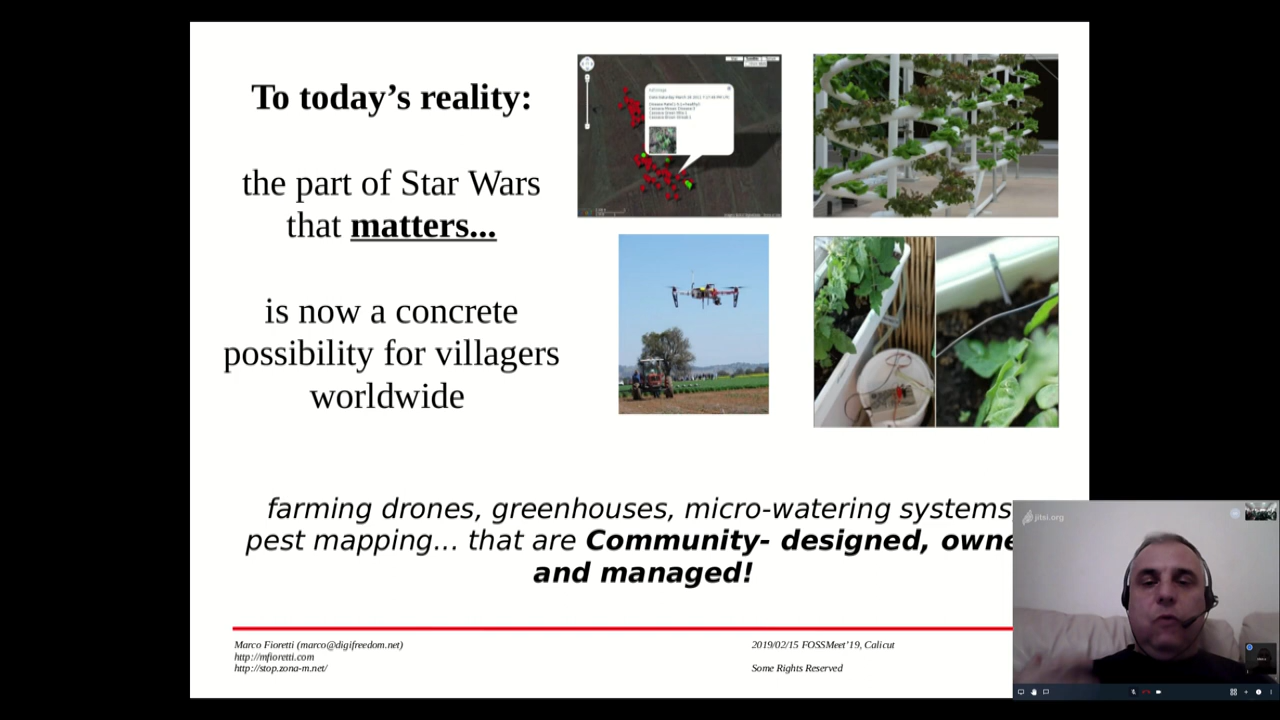 To today’s reality:
the part of Star Wars
that matters...
is now a concrete
possibility for villagers
worldwide
farming drones, greenhouses, micro-watering systems
pest mapping... that are Community- designed, owne
and managed!
Marco Fioretti (marco@digifreedom.net)
http://mfioretti.com
http://stop.zona-m.net/
2019/02/15 FOSSMeet’19, Calicut
Some Rights Reserved
jitsi.org